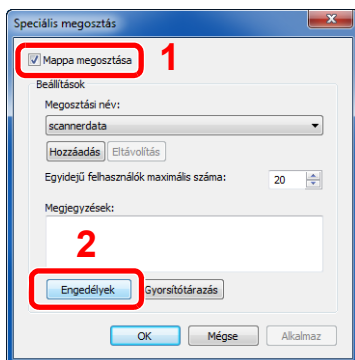 Speciális megosztás
Mappa megosztása 1
Beállítások
Megosztási név:
scannerdata
Hozzáadás Eltávolítás
Egyidejű felhasználók maximális száma: 20
Megjegyzések:
2
Engedélyek Gyorsítótárazás
OK Mégse Alkalmaz